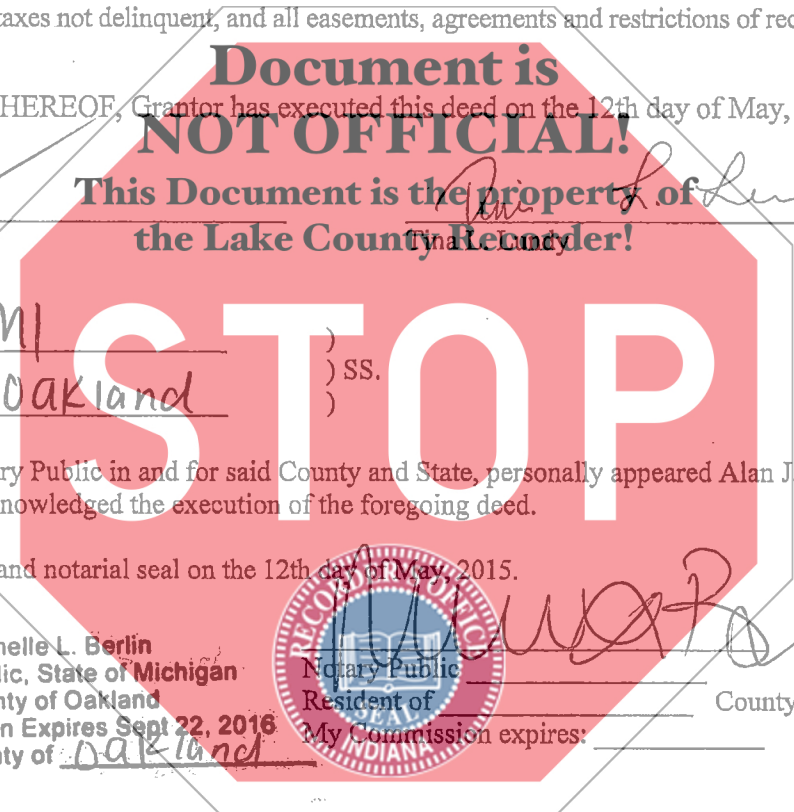 taxes not delinquent, and all easements, agreements and restrictions of rec
Document is
HEREOF, Grantor has executed this deed on the 12th day of May,
NOT OFFICIAL!
This Document is the property of
Tina L. Lu
the Lake County Recorder!
Tina L. Lundy
MI )
STOP
) SS.
Oakland )
ry Public in and for said County and State, personally appeared Alan J.
nowledged the execution of the foregoing deed.
and notarial seal on the 12th day of May, 2015.
RECORDER'S OFFICE
SEAL
INDIANA
helle L. Berlin
lic, State of Michigan
Notary Public
nty of Oakland
Resident of County
n Expires Sept 22, 2016
My Commission expires:
nty of Oakland